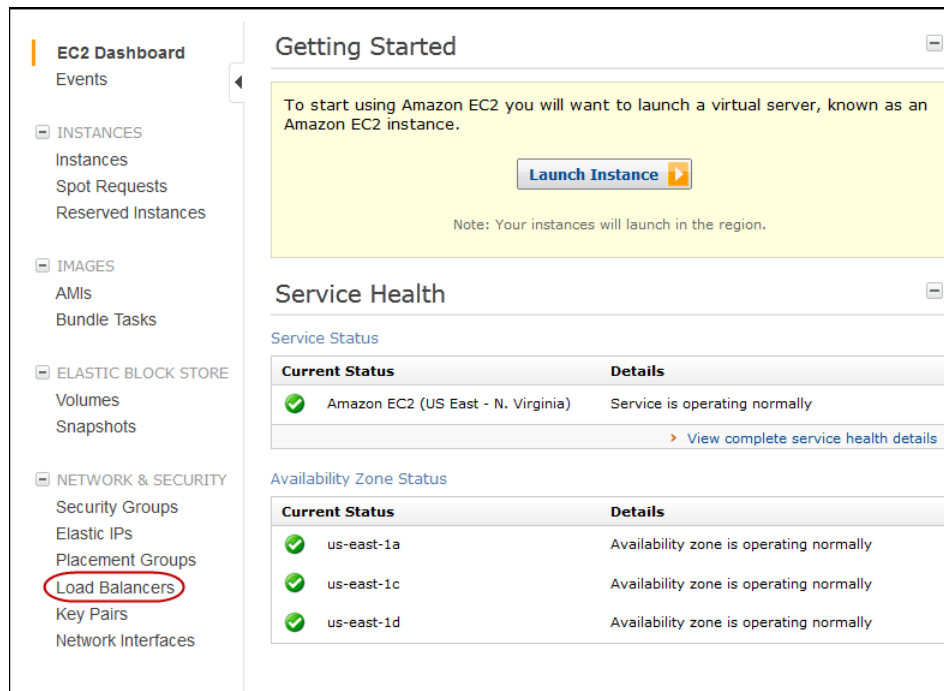 EC2 Dashboard
Events
INSTANCES
Instances
Spot Requests
Reserved Instances
IMAGES
AMIs
Bundle Tasks
ELASTIC BLOCK STORE
Volumes
Snapshots
NETWORK & SECURITY
Security Groups
Elastic IPs
Placement Groups
Load Balancers
Key Pairs
Network Interfaces
Getting Started
To start using Amazon EC2 you will want to launch a virtual server, known as an
Amazon EC2 instance.
Launch Instance
Note: Your instances will launch in the region.
Service Health
Service Status
Current Status Details
Amazon EC2 (US East - N. Virginia) Service is operating normally
> View complete service health details
Availability Zone Status
Current Status Details
us-east-1a Availability zone is operating normally
us-east-1c Availability zone is operating normally
us-east-1d Availability zone is operating normally